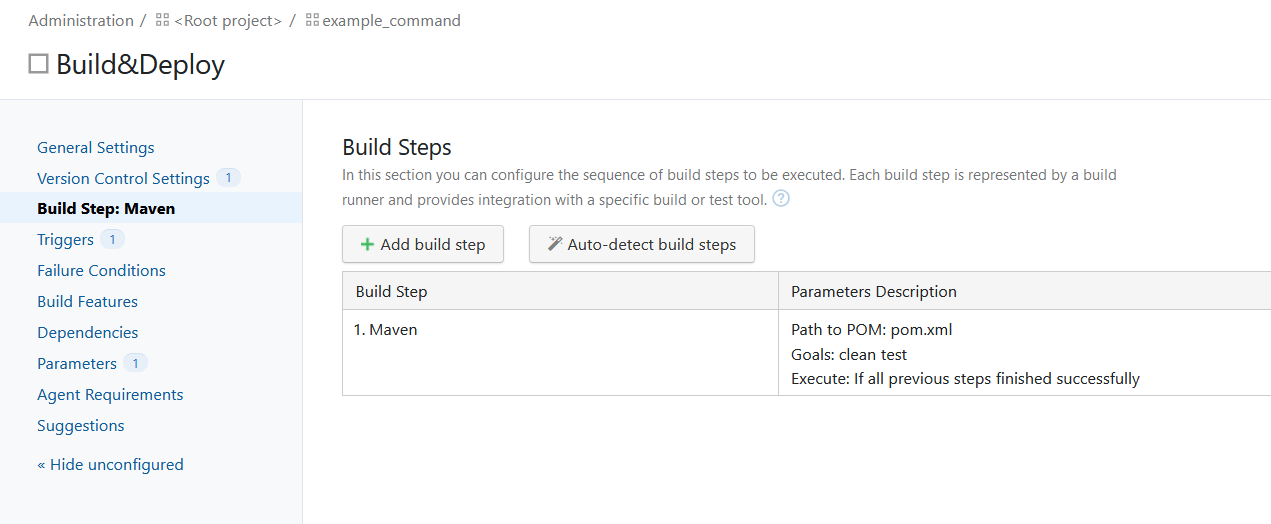 Administration / <Root project> / example_command
Build&Deploy
General Settings
Version Control Settings 1
Build Step: Maven
Triggers 1
Failure Conditions
Build Features
Dependencies
Parameters 1
Agent Requirements
Suggestions
« Hide unconfigured
Build Steps
In this section you can configure the sequence of build steps to be executed. Each build step is represented by a build
runner and provides integration with a specific build or test tool. ?
+ Add build step Auto-detect build steps
Build Step Parameters Description
1. Maven Path to POM: pom.xml
Goals: clean test
Execute: If all previous steps finished successfully